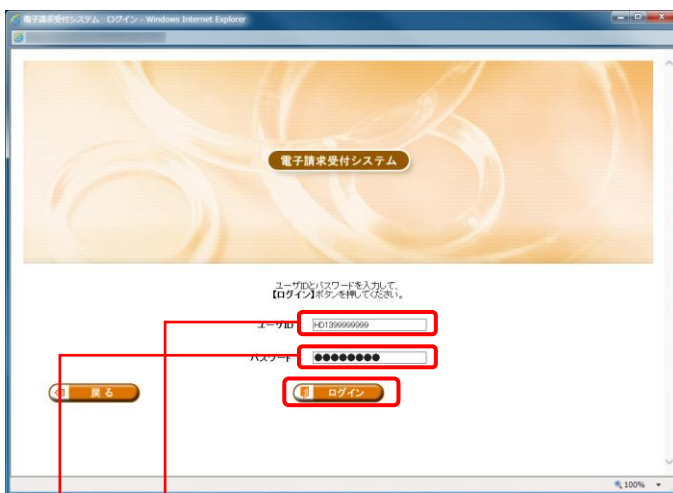 電子請求受付システム ログイン - Windows Internet Explorer
電子請求受付システム
ユーザIDとパスワードを入力して、
【ログイン】ボタンを押してください。
ユーザID
HD1399999999
パスワード
●●●●●●●●
戻る
ログイン
100%